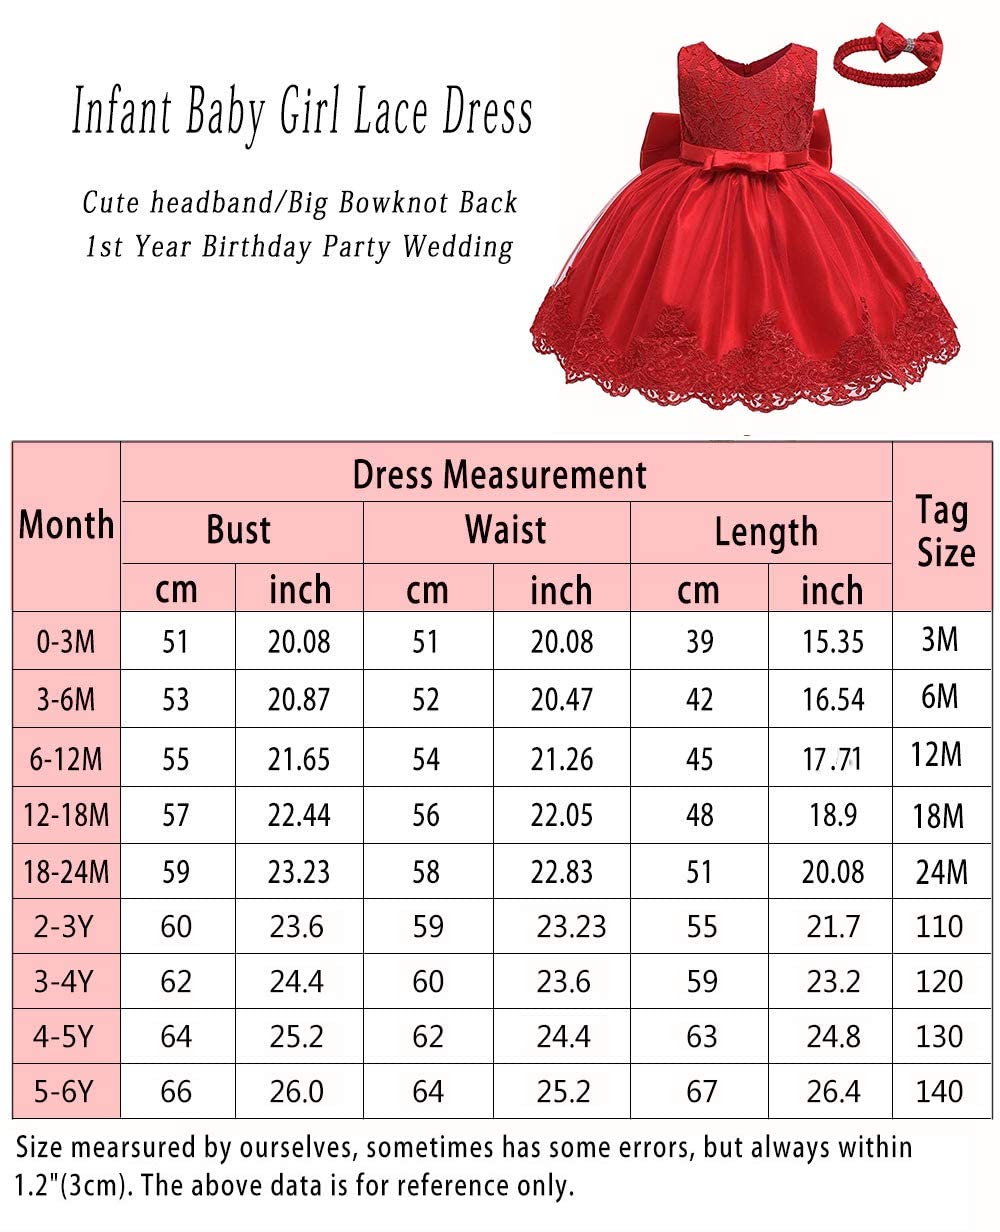 Infant Baby Girl Lace Dress
Cute headband/Big Bowknot Back
1st Year Birthday Party Wedding
Month Dress Measurement Tag Size
Bust Waist Length
cm inch cm inch cm inch
0-3M 51 20.08 51 20.08 39 15.35 3M
3-6M 53 20.87 52 20.47 42 16.54 6M
6-12M 55 21.65 54 21.26 45 17.71 12M
12-18M 57 22.44 56 22.05 48 18.9 18M
18-24M 59 23.23 58 22.83 51 20.08 24M
2-3Y 60 23.6 59 23.23 55 21.7 110
3-4Y 62 24.4 60 23.6 59 23.2 120
4-5Y 64 25.2 62 24.4 63 24.8 130
5-6Y 66 26.0 64 25.2 67 26.4 140
Size mearsured by ourselves, sometimes has some errors, but always within
1.2"(3cm). The above data is for reference only.